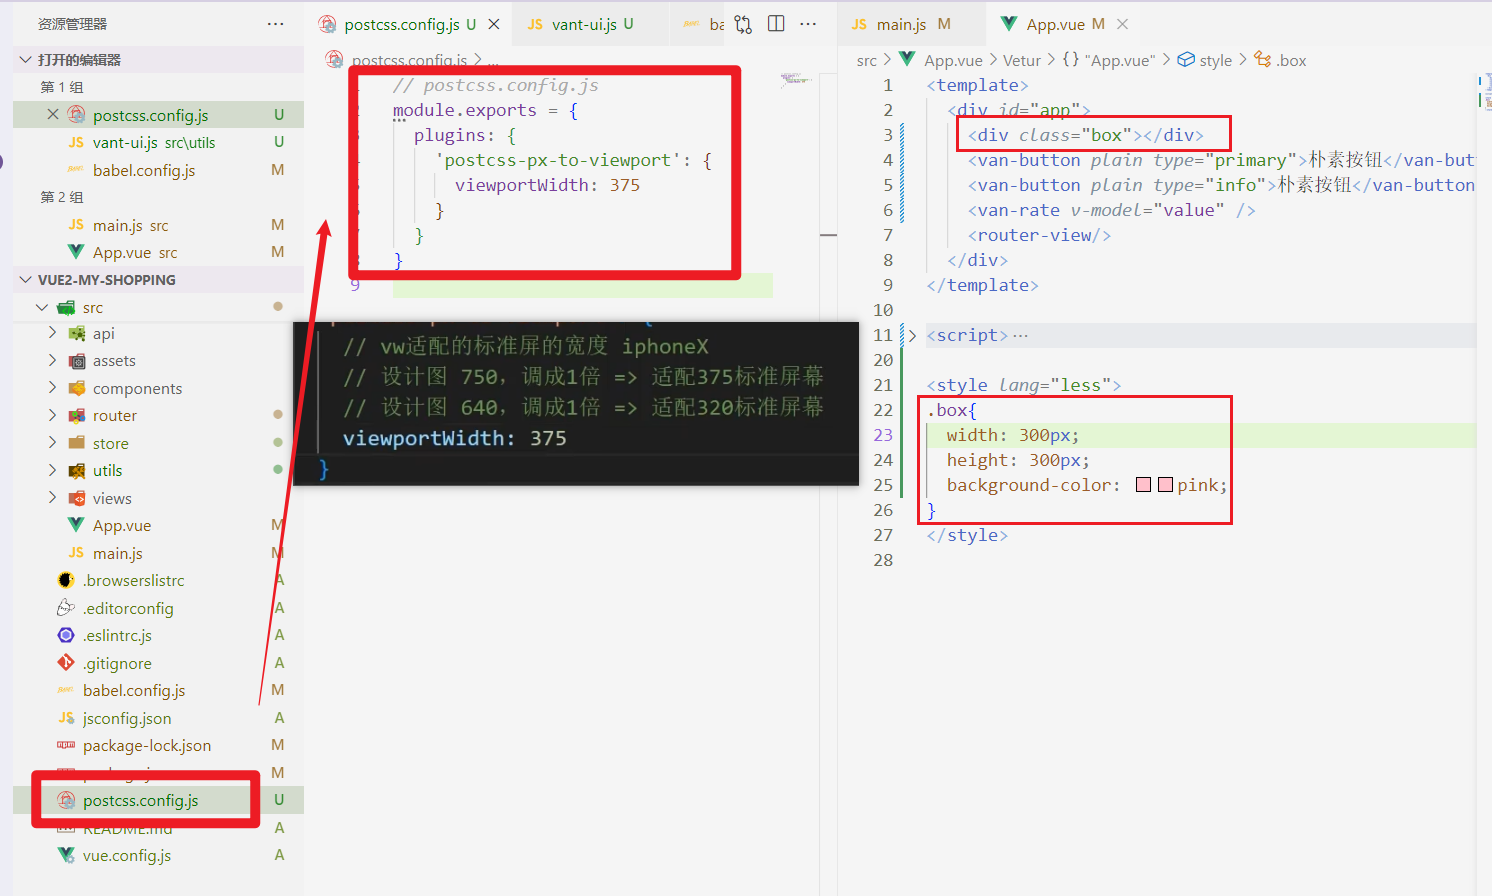 资源管理器 ···
打开的编辑器
第 1 组
postcss.config.js U
JS vant-ui.js src\utils U
babel.config.js M
第 2 组
JS main.js src M
App.vue src M
VUE2-MY-SHOPPING
src
api
assets
components
router
store
utils
views
App.vue M
JS main.js M
.browserslistrc A
.editorconfig A
.eslintrc.js A
.gitignore A
babel.config.js M
JS jsconfig.json A
package-lock.json M
M
postcss.config.js U
README.md A
vue.config.js A
postcss.config.js U
JS vant-ui.js U
ba
···
postcss.config.js > ...
// postcss.config.js
module.exports = {
plugins: {
'postcss-px-to-viewport': {
viewportWidth: 375
}
}
}
9
// vw适配的标准屏的宽度 iphoneX
// 设计图 750，调成1倍 => 适配375标准屏幕
// 设计图 640，调成1倍 => 适配320标准屏幕
viewportWidth: 375
}
JS main.js M
App.vue M
src > App.vue > Vetur > {} "App.vue" > style > .box
1 <template>
2 <div id="app">
3 <div class="box"></div>
4 <van-button plain type="primary">朴素按钮</van-but
5 <van-button plain type="info">朴素按钮</van-button
6 <van-rate v-model="value" />
7 <router-view/>
8 </div>
9 </template>
10
11 <script>···
20
21 <style lang="less">
22 .box{
23 width: 300px;
24 height: 300px;
25 background-color: pink;
26 }
27 </style>
28